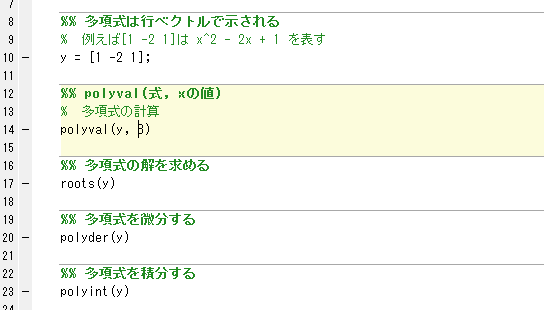 7
8 %% 多項式は行ベクトルで示される
9 % 例えば[1 -2 1]は x^2 - 2x + 1 を表す
10 – y = [1 -2 1];
11
12 %% polyval(式，xの値)
13 % 多項式の計算
14 – polyval(y, 3)
15
16 %% 多項式の解を求める
17 – roots(y)
18
19 %% 多項式を微分する
20 – polyder(y)
21
22 %% 多項式を積分する
23 – polyint(y)
24